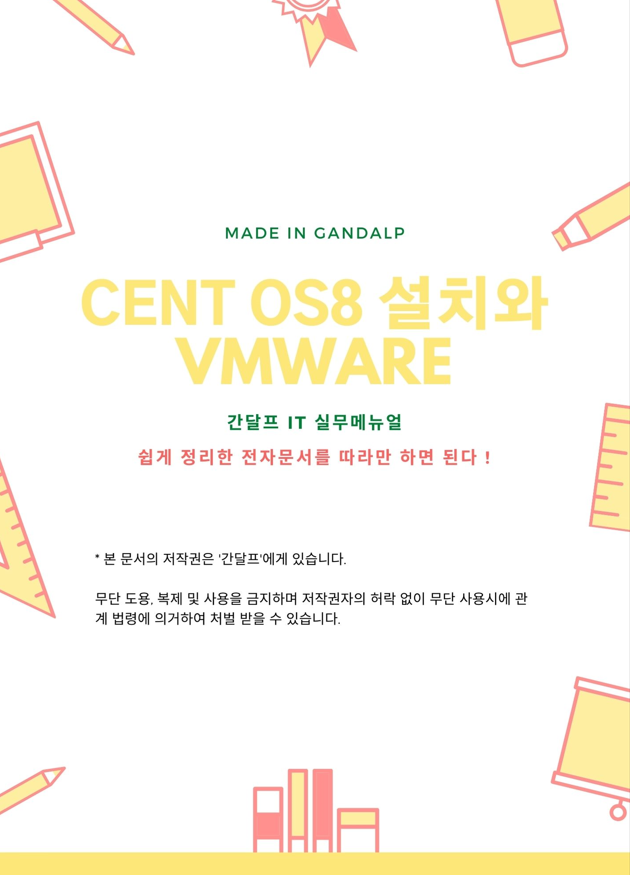 MADE IN GANDALP
CENT OS8 설치와
VMWARE
간달프 IT 실무메뉴얼
쉽게 정리한 전자문서를 따라만 하면 된다 !
* 본 문서의 저작권은 '간달프'에게 있습니다.
무단 도용, 복제 및 사용을 금지하며 저작권자의 허락 없이 무단 사용시에 관
계 법령에 의거하여 처벌 받을 수 있습니다.